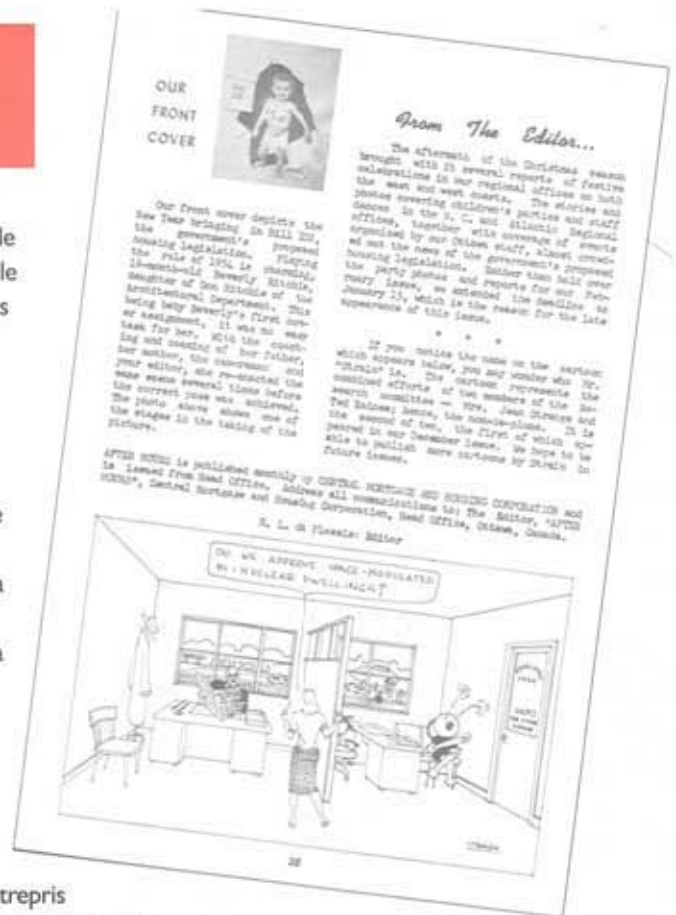 OUR
FRONT
COVER
Our front cover depicts the
New Year bringing in Bill 102,
the government's proposed
housing legislation. Playing
the role of 1954 is charming,
19-month-old Beverly Ritchie,
daughter of Don Ritchie of the
Architectural Department. This
being baby Beverly's first cov-
er assignment, it was no easy
task for her. With the coach-
ing and coaxing of her father,
her mother, the cameraman and
your editor, she re-enacted the
same scene several times before
the correct pose was achieved.
The photo above shows one of
the stages in the taking of the
picture.
From The Editor...
The aftermath of the Christmas season
brought with it several reports of festive
celebrations in our regional offices on both
the east and west coasts. The stories and
photos covering children's parties and staff
dances in the B. C. and Atlantic Regional
offices, together with coverage of events
organised by our Ottawa staff, almost crowd-
ed out the news of the government's proposed
housing legislation. Rather than hold over
the party photos and reports for our Feb-
ruary issue, we extended the deadline to
January 15, which is the reason for the late
appearance of this issue.
* * *
If you notice the name on the cartoon
which appears below, you may wonder who Mr.
"Strain" is. The cartoon represents the
combined efforts of two members of the Re-
search committee - Mrs. Jean Strange and
Ted Raines; hence, the nom-de-plume. It is
the second of two, the first of which ap-
peared in our December issue. We hope to be
able to publish more cartoons by Strain in
future issues.
AFTER HOURS is published monthly by CENTRAL MORTGAGE AND HOUSING CORPORATION and
is issued from Head Office. Address all communications to: The Editor, "AFTER
HOURS", Central Mortgage and Housing Corporation, Head Office, Ottawa, Canada.
Editor
DO WE APPROVE SPACE-MODULATED
BI-NUCLEAR DWELLINGS?
STRAIN
28
le
le
s
e
a
a
trepris